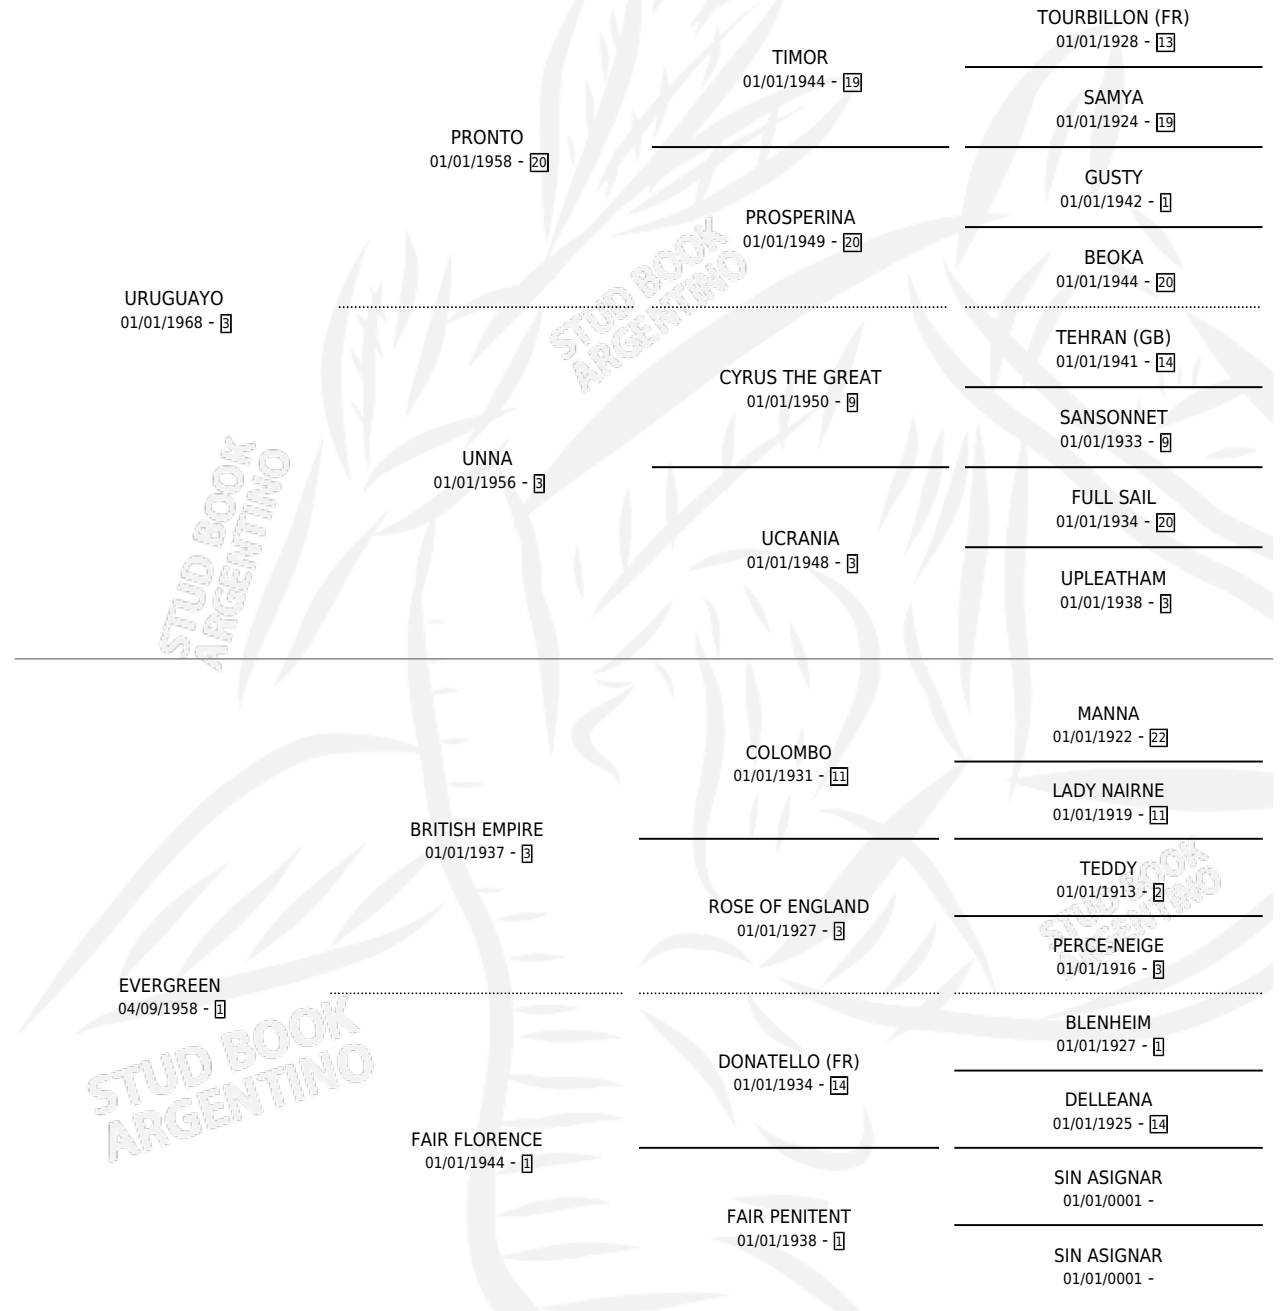 TOURBILLON (FR)
01/01/1928 - 13
TIMOR
01/01/1944 - 19
SAMYA
01/01/1924 - 19
PRONTO
01/01/1958 - 20
GUSTY
01/01/1942 - 1
PROSPERINA
01/01/1949 - 20
BEOKA
01/01/1944 - 20
URUGUAYO
01/01/1968 - 3
TEHRAN (GB)
01/01/1941 - 14
CYRUS THE GREAT
01/01/1950 - 9
SANSONNET
01/01/1933 - 9
UNNA
01/01/1956 - 3
FULL SAIL
01/01/1934 - 20
UCRANIA
01/01/1948 - 3
UPLEATHAM
01/01/1938 - 3
MANNA
01/01/1922 - 22
COLOMBO
01/01/1931 - 11
LADY NAIRNE
01/01/1919 - 11
BRITISH EMPIRE
01/01/1937 - 3
TEDDY
01/01/1913 - 2
ROSE OF ENGLAND
01/01/1927 - 3
PERCE-NEIGE
01/01/1916 - 3
EVERGREEN
04/09/1958 - 1
BLENHEIM
01/01/1927 - 1
DONATELLO (FR)
01/01/1934 - 14
DELLEANA
01/01/1925 - 14
FAIR FLORENCE
01/01/1944 - 1
SIN ASIGNAR
01/01/0001 -
FAIR PENITENT
01/01/1938 - 1
SIN ASIGNAR
01/01/0001 -
STUD BOOK
ARGENTINO
STUD BOOK
ARGENTINO
STUD BOOK
ARGENTINO
STUD BOOK
ARGENTINO